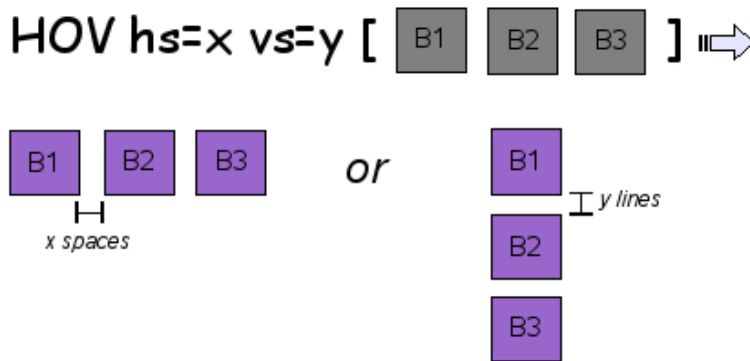 HOV hs=x vs=y [ B1 B2 B3 ]
B1 B2 B3 or B1
x spaces
y lines
B2
B3